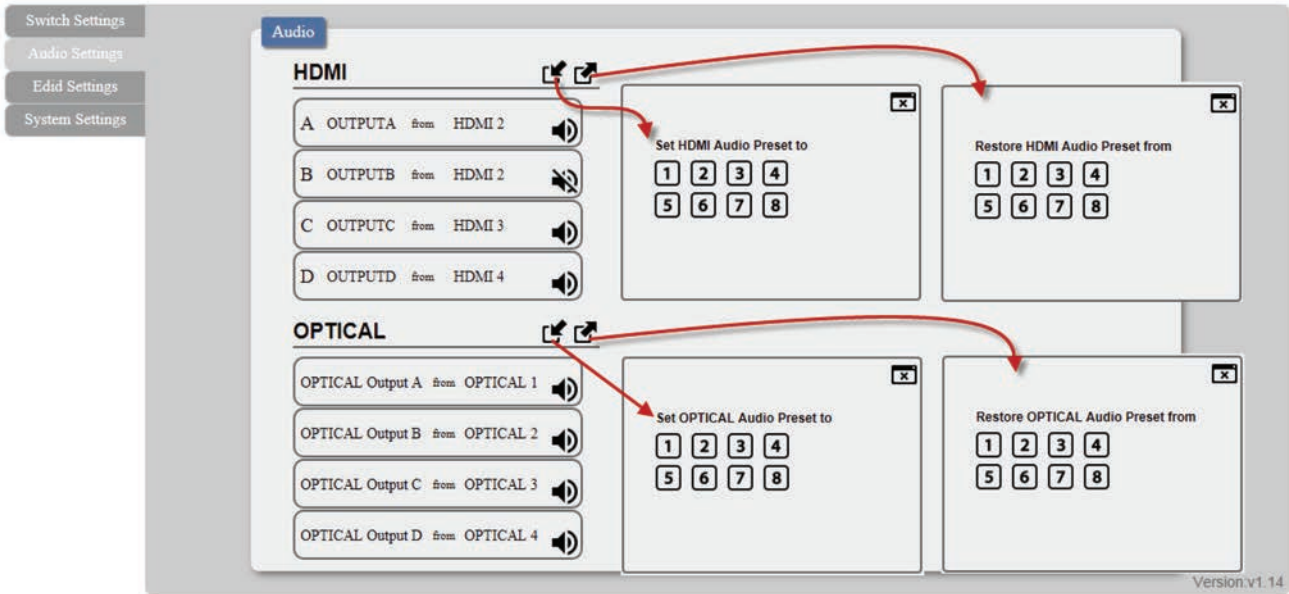 Switch Settings
Audio Settings
Edid Settings
System Settings
Audio
HDMI
A OUTPUTA from HDMI 2
B OUTPUTB from HDMI 2
C OUTPUTC from HDMI 3
D OUTPUTD from HDMI 4
Set HDMI Audio Preset to
1 2 3 4
5 6 7 8
Restore HDMI Audio Preset from
1 2 3 4
5 6 7 8
OPTICAL
OPTICAL Output A from OPTICAL 1
OPTICAL Output B from OPTICAL 2
OPTICAL Output C from OPTICAL 3
OPTICAL Output D from OPTICAL 4
Set OPTICAL Audio Preset to
1 2 3 4
5 6 7 8
Restore OPTICAL Audio Preset from
1 2 3 4
5 6 7 8
Version:v1.14